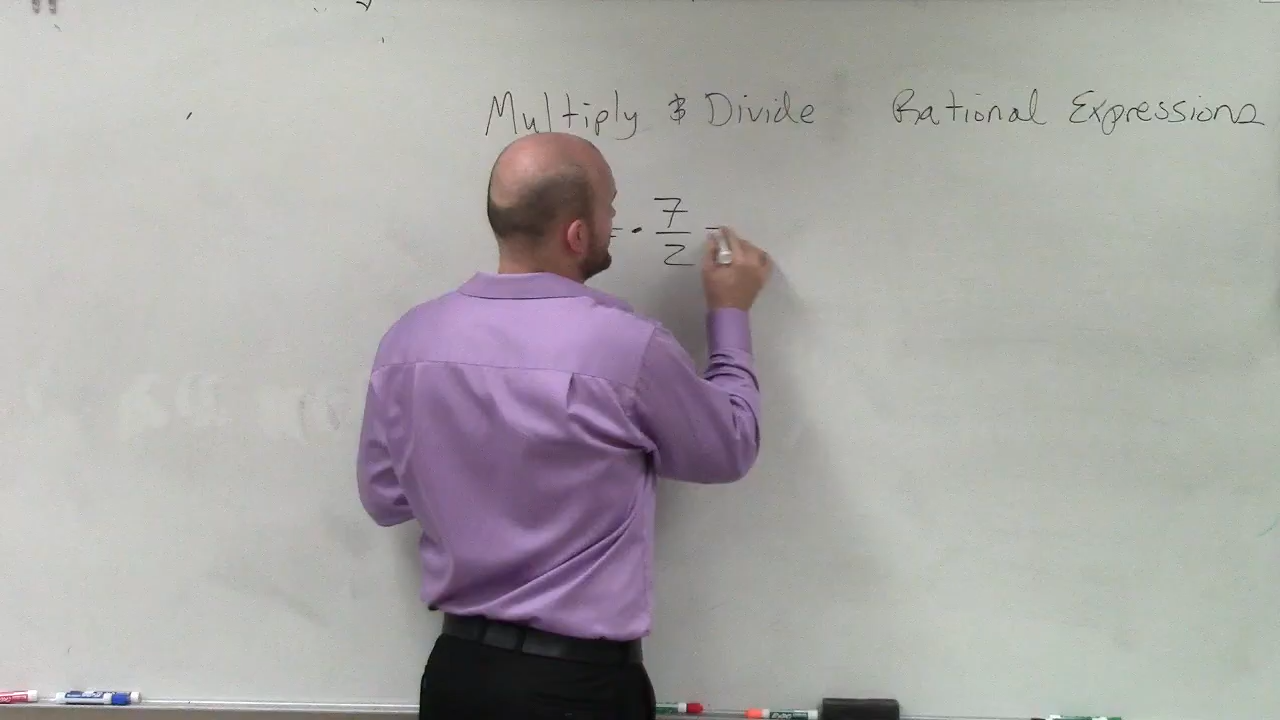 Multiply & Divide Rational Expressions
· 7/2 =